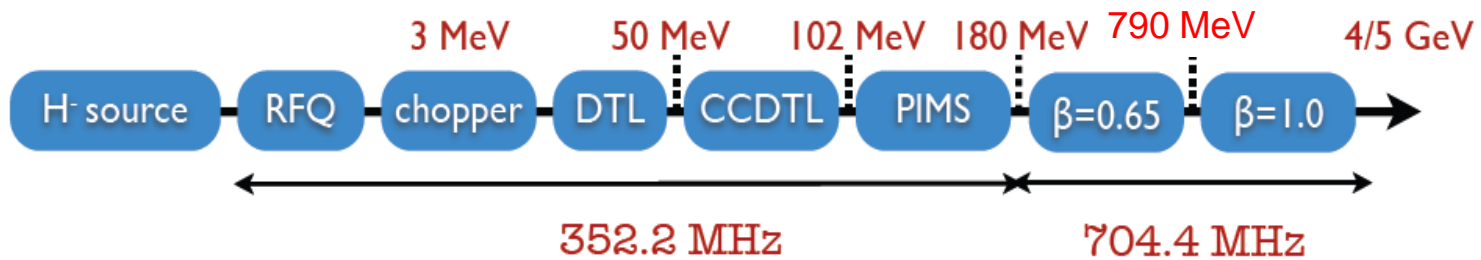 3 MeV 50 MeV 102 MeV 180 MeV 790 MeV 4/5 GeV
H⁻ source RFQ chopper DTL CCDTL PIMS β=0.65 β=1.0
352.2 MHz 704.4 MHz